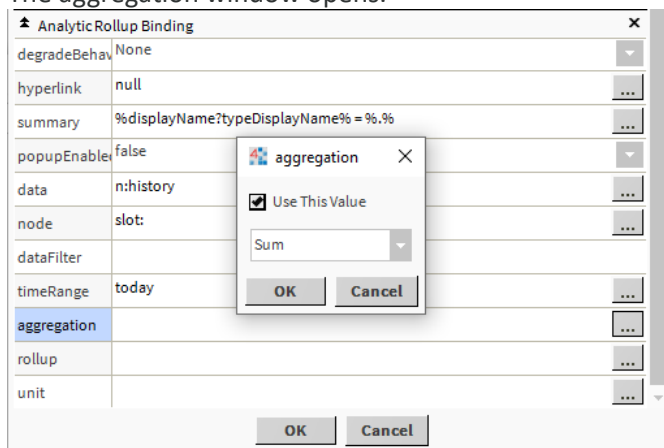 The aggregation window opens.
Analytic Rollup Binding
degradeBehav None
hyperlink null ...
summary %displayName?typeDisplayName% = %.% ...
popupEnable false
data n:history ...
node slot: ...
dataFilter
timeRange today ...
aggregation ...
rollup ...
unit ...
OK Cancel
aggregation
Use This Value
Sum
OK Cancel